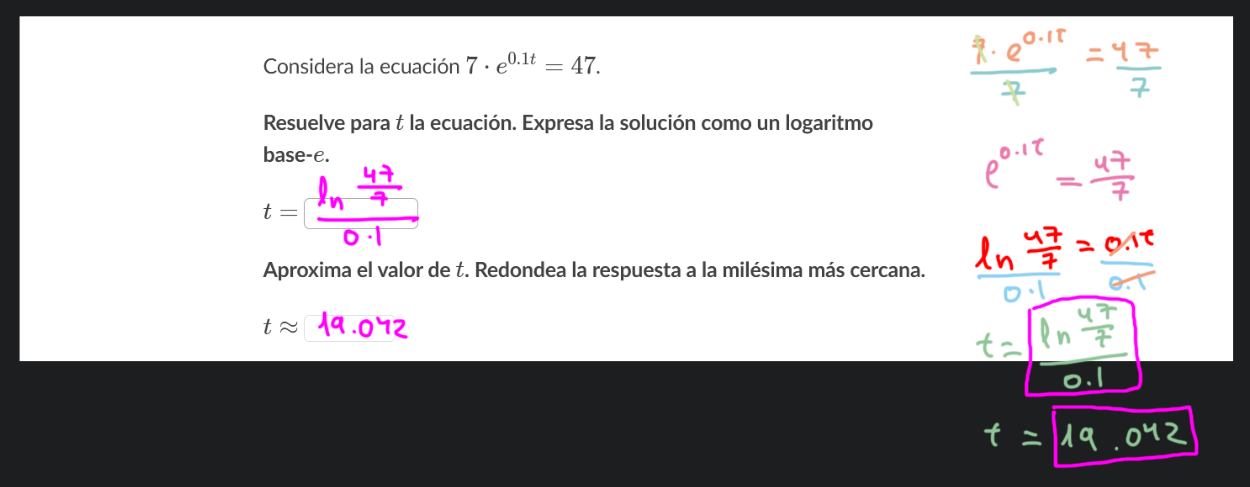 Considera la ecuación 7 · e^{0.1t} = 47.
Resuelve para t la ecuación. Expresa la solución como un logaritmo
base-e.
t = \frac{ln \frac{47}{7}}{0.1}
Aproxima el valor de t. Redondea la respuesta a la milésima más cercana.
t ≈ 19.042
\frac{7 · e^{0.1t}}{7} = \frac{47}{7}
e^{0.1t} = \frac{47}{7}
\frac{ln \frac{47}{7}}{0.1} = \frac{0.1t}{0.1}
t = \frac{ln \frac{47}{7}}{0.1}
t = 19.042